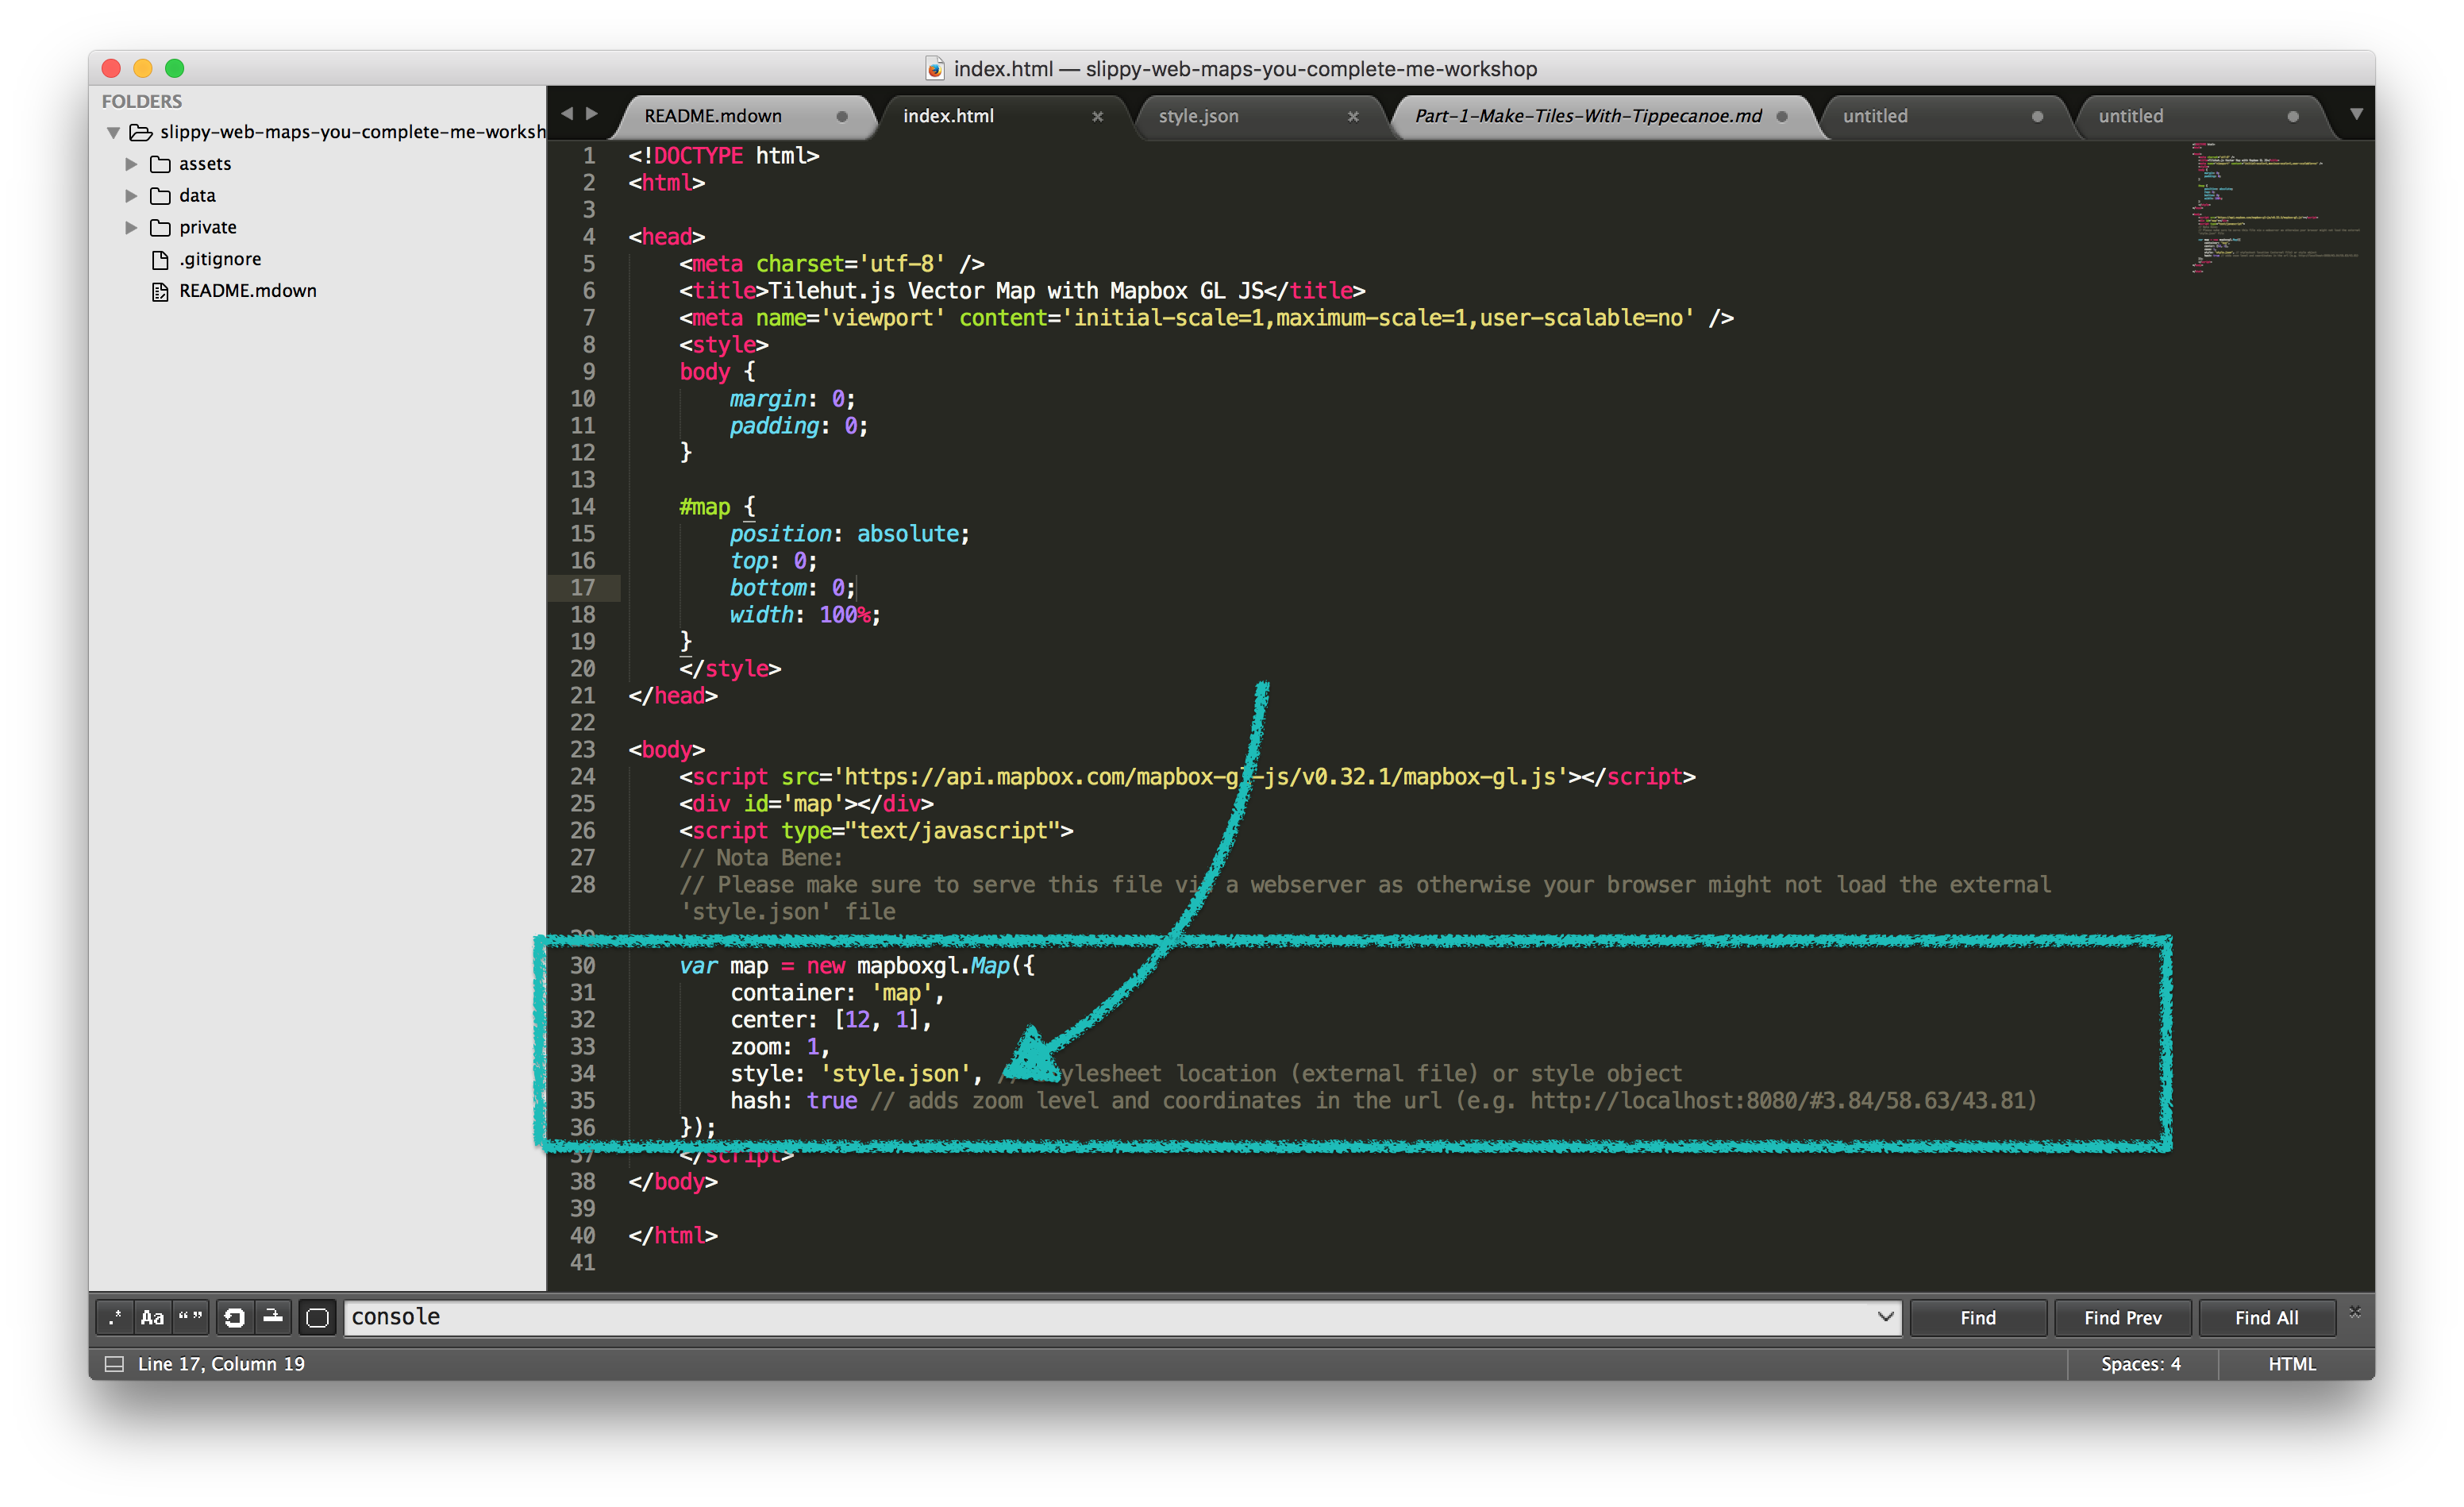 index.html — slippy-web-maps-you-complete-me-workshop
FOLDERS
slippy-web-maps-you-complete-me-worksh
assets
data
private
.gitignore
README.mdown
README.mdown
index.html
style.json
Part-1-Make-Tiles-With-Tippecanoe.md
untitled
untitled
1 <!DOCTYPE html>
2 <html>
3
4 <head>
5 <meta charset='utf-8' />
6 <title>Tilehut.js Vector Map with Mapbox GL JS</title>
7 <meta name='viewport' content='initial-scale=1,maximum-scale=1,user-scalable=no' />
8 <style>
9 body {
10 margin: 0;
11 padding: 0;
12 }
13
14 #map {
15 position: absolute;
16 top: 0;
17 bottom: 0;
18 width: 100%;
19 }
20 </style>
21 </head>
22
23 <body>
24 <script src='https://api.mapbox.com/mapbox-gl-js/v0.32.1/mapbox-gl.js'></script>
25 <div id='map'></div>
26 <script type="text/javascript">
27 // Nota Bene:
28 // Please make sure to serve this file via a webserver as otherwise your browser might not load the external
'style.json' file
29
30 var map = new mapboxgl.Map({
31 container: 'map',
32 center: [12, 1],
33 zoom: 1,
34 style: 'style.json', // stylesheet location (external file) or style object
35 hash: true // adds zoom level and coordinates in the url (e.g. http://localhost:8080/#3.84/58.63/43.81)
36 });
37 </script>
38 </body>
39
40 </html>
41
.* Aa “”
console
Find
Find Prev
Find All
Line 17, Column 19
Spaces: 4
HTML